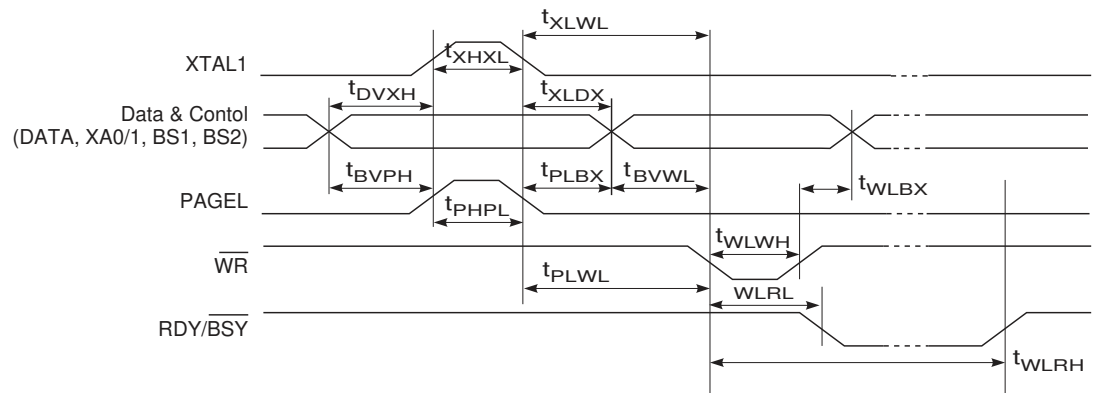 tXLWL
XTAL1
tXHXL
tDVXH
tXLDX
Data & Contol
(DATA, XA0/1, BS1, BS2)
tBVPH
tPLBX
tBVWL
tWLBX
PAGEL
tPHPL
WR
tWLWH
tPLWL
WLRL
RDY/BSY
tWLRH